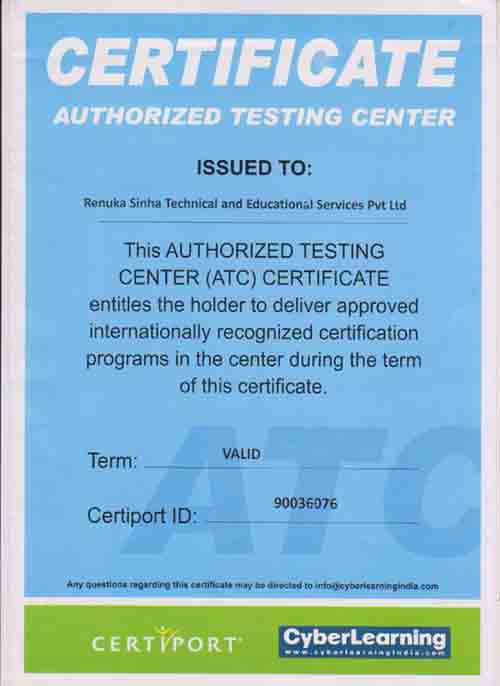 CERTIFICATE
AUTHORIZED TESTING CENTER
ISSUED TO:
Renuka Sinha Technical and Educational Services Pvt Ltd
This AUTHORIZED TESTING
CENTER (ATC) CERTIFICATE
entitles the holder to deliver approved
internationally recognized certification
programs in the center during the term
of this certificate.
ATC
Term: VALID
Certiport ID: 90036076
Any questions regarding this certificate may be directed to info@cyberlearningindia.com
CERTIPORT®
CyberLearning
www.cyberlearningindia.com